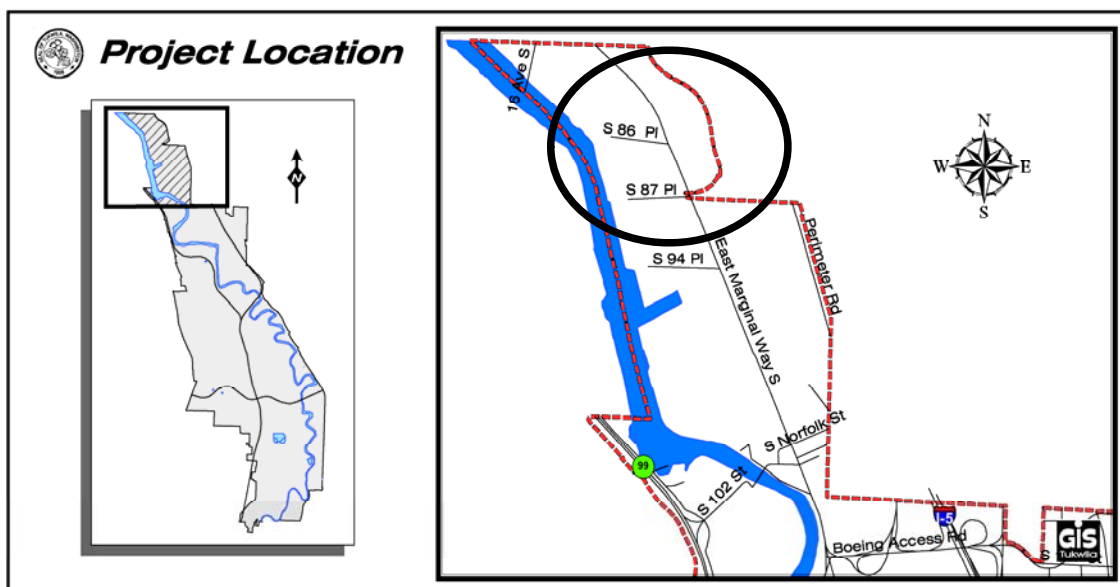 Project Location
N
16 Ave S
S 86 Pl
S 87 Pl
S 94 Pl
East Marginal Way S
Perimeter Rd
N
W E
S
S Norfolk St
99
S 102 St
I-5
Boeing Access Rd
GIS
Tukwila